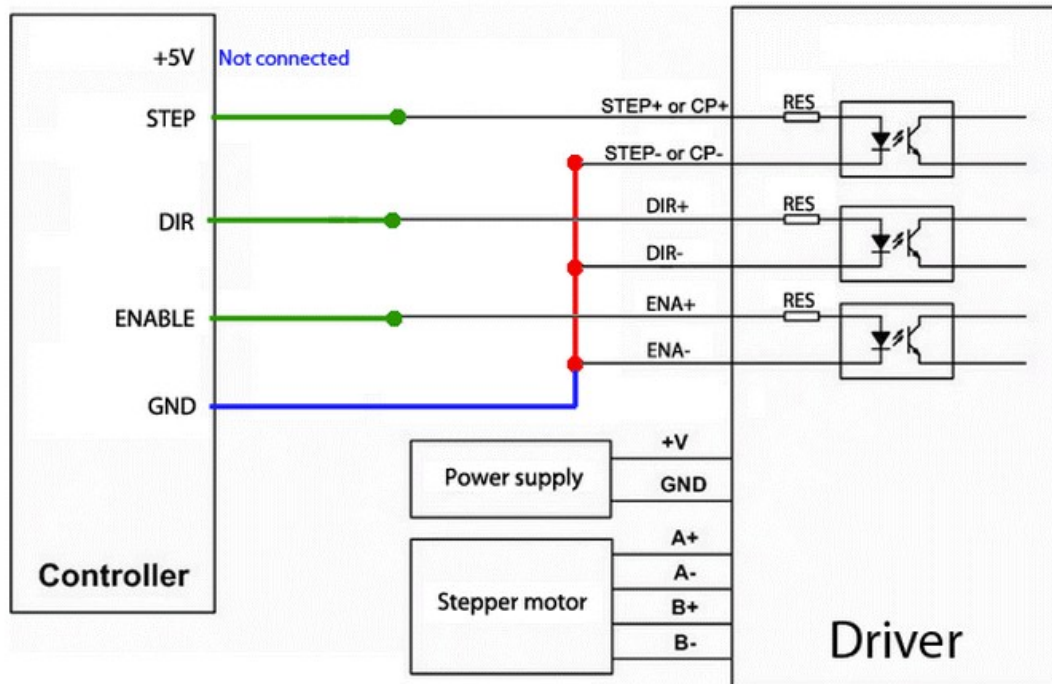 +5V
Not connected
STEP
STEP+ or CP+
RES
STEP- or CP-
DIR
DIR+
RES
DIR-
ENABLE
ENA+
RES
ENA-
GND
Power supply
+V
GND
Controller
Stepper motor
A+
A-
B+
B-
Driver